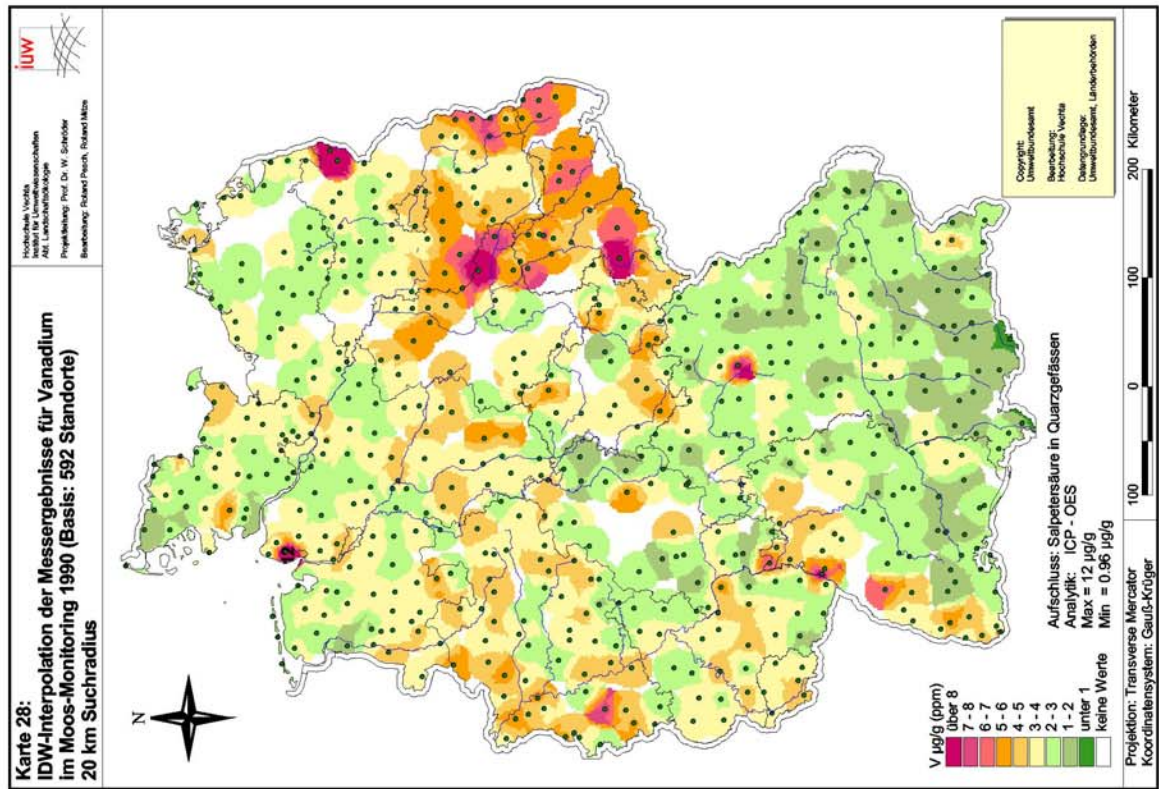 Karte 28:
IDW-Interpolation der Messergebnisse für Vanadium
im Moos-Monitoring 1990 (Basis: 592 Standorte)
20 km Suchradius
Hochschule Vechta
Institut für Umweltwissenschaften
Abt. Landschaftsökologie
Projektleitung: Prof. Dr. W. Schröder
Bearbeitung: Roland Pesch, Roland Mitze
iuw
N
12
V µg/g (ppm)
über 8
7 - 8
6 - 7
5 - 6
4 - 5
3 - 4
2 - 3
1 - 2
unter 1
keine Werte
Aufschluss: Salpetersäure in Quarzgefässen
Analytik: ICP - OES
Max = 12 µg/g
Min = 0.96 µg/g
Copyright:
Umweltbundesamt
Bearbeitung:
Hochschule Vechta
Datengrundlage:
Umweltbundesamt, Länderbehörden
Projektion: Transverse Mercator
Koordinatensystem: Gauß-Krüger
100 0 100 200 Kilometer